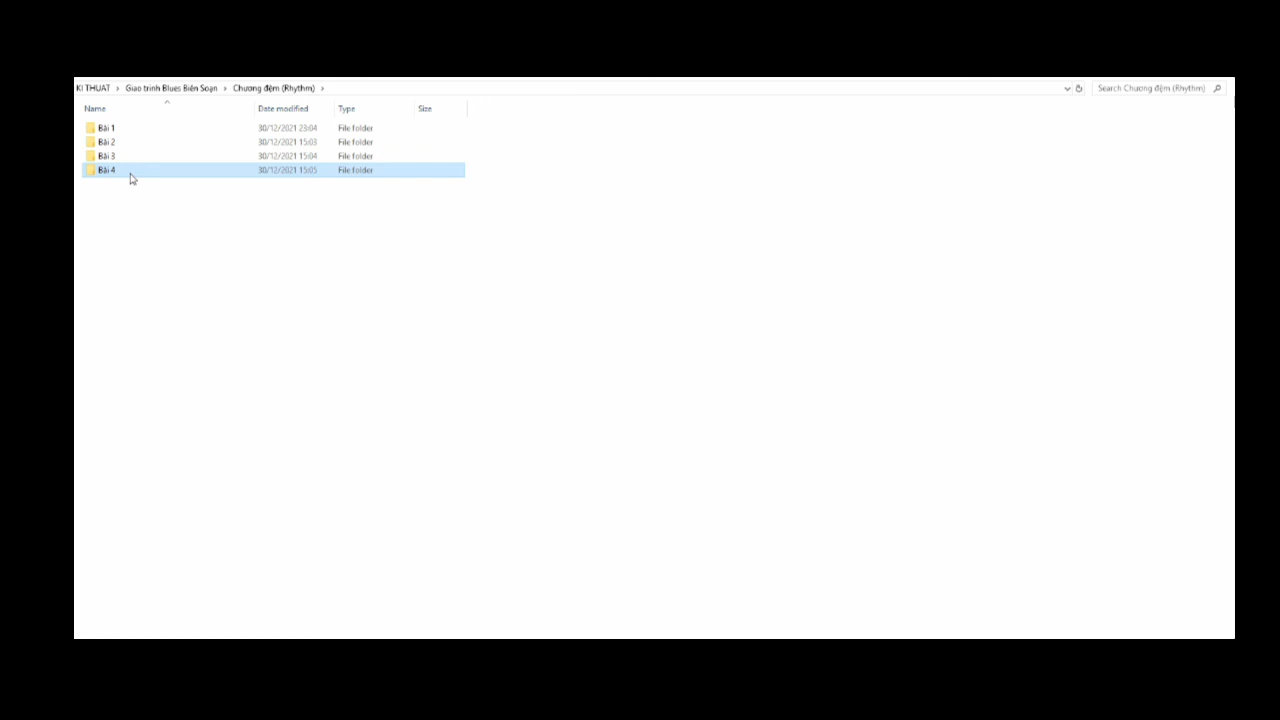 KI THUAT > Giao trinh Blues Biên Soạn > Chương đệm (Rhythm) >
Search Chương đệm (Rhythm)
Name Date modified Type Size
Bài 1 30/12/2021 23:04 File folder
Bài 2 30/12/2021 15:03 File folder
Bài 3 30/12/2021 15:04 File folder
Bài 4 30/12/2021 15:05 File folder